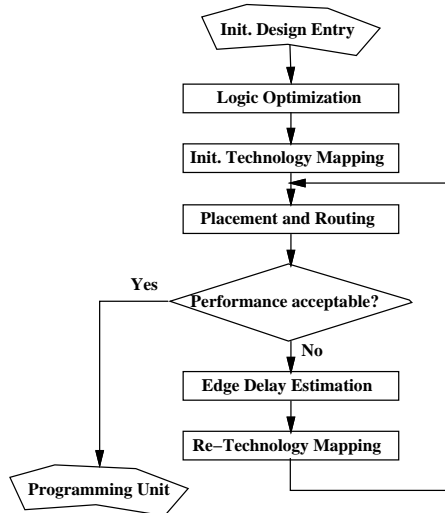 Init. Design Entry
Logic Optimization
Init. Technology Mapping
Placement and Routing
Yes
Performance acceptable?
No
Edge Delay Estimation
Re−Technology Mapping
Programming Unit